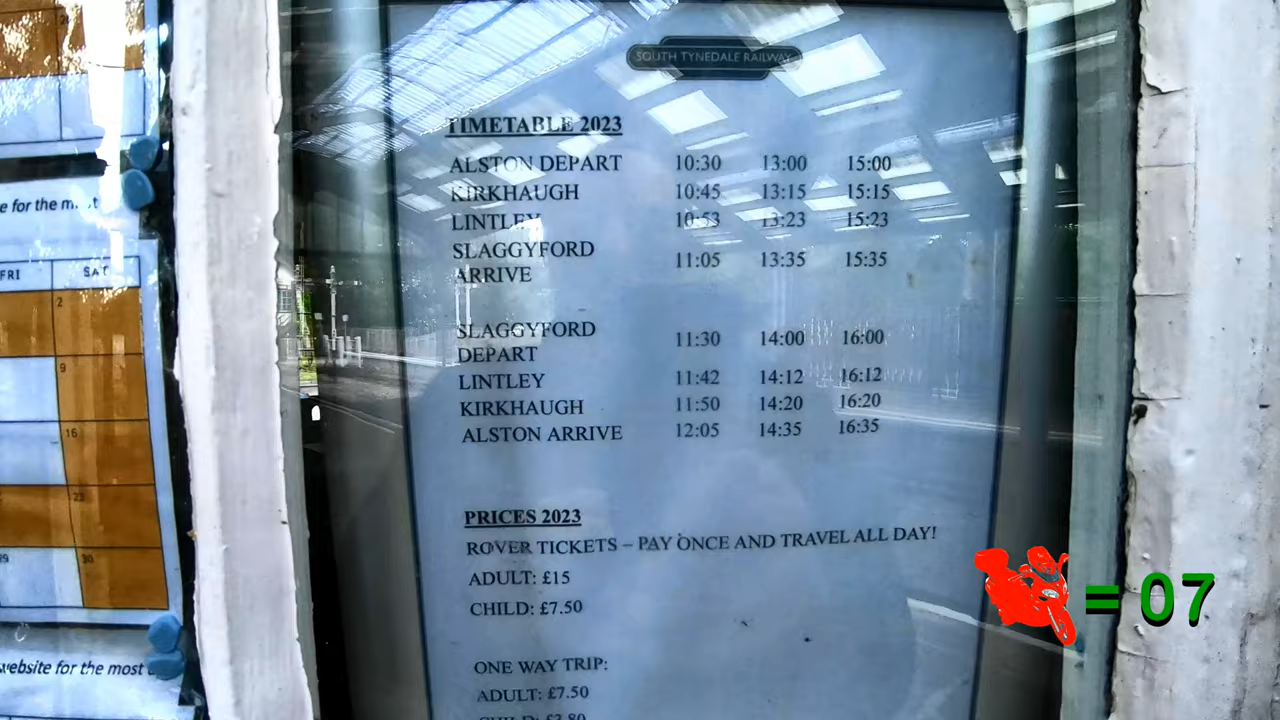 SOUTH TYNEDALE RAILWAY
TIMETABLE 2023
ALSTON DEPART 10:30 13:00 15:00
KIRKHAUGH 10:45 13:15 15:15
LINTLEY 10:53 13:23 15:23
SLAGGYFORD
ARRIVE 11:05 13:35 15:35
SLAGGYFORD
DEPART 11:30 14:00 16:00
LINTLEY 11:42 14:12 16:12
KIRKHAUGH 11:50 14:20 16:20
ALSTON ARRIVE 12:05 14:35 16:35
PRICES 2023
ROVER TICKETS – PAY ONCE AND TRAVEL ALL DAY!
ADULT: £15
CHILD: £7.50
ONE WAY TRIP:
ADULT: £7.50
CHILD: £3.80
e for the
FRI SAT
2
9
16
23
30
website for the most
= 07